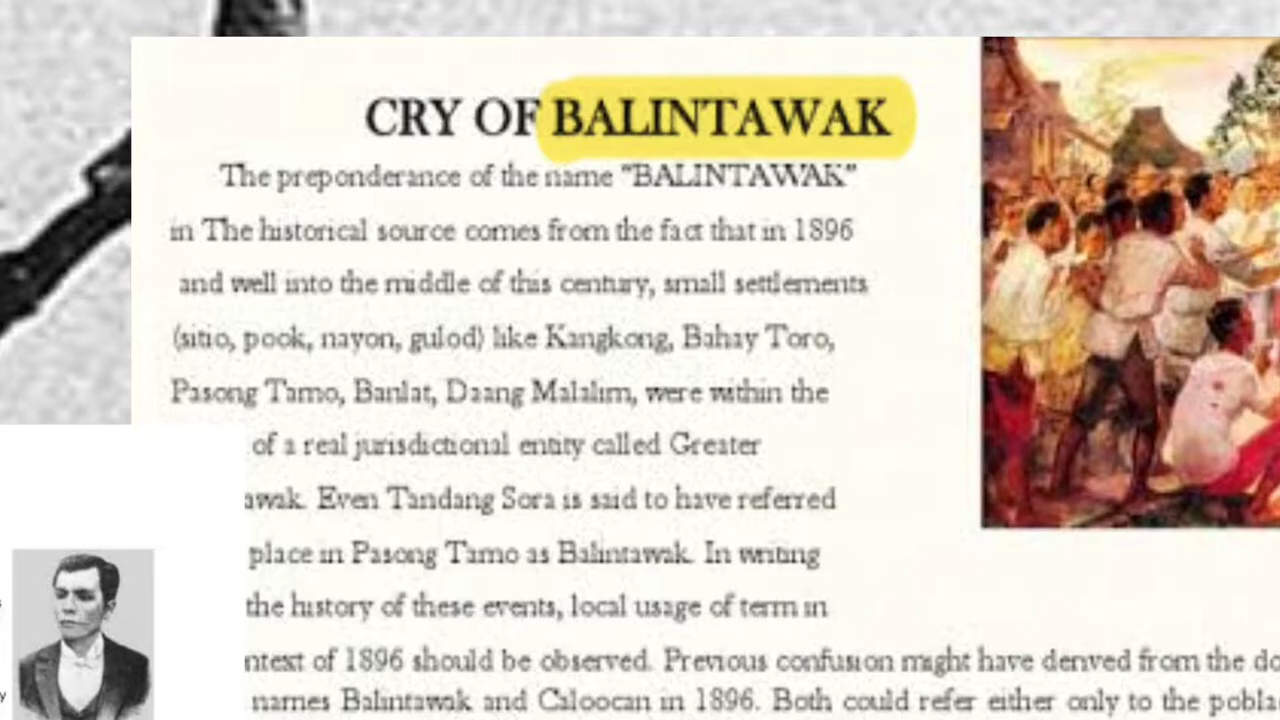 CRY OF BALINTAWAK
The preponderance of the name "BALINTAWAK"
in The historical source comes from the fact that in 1896
and well into the middle of this century, small settlements
(sitio, pook, nayon, gulod) like Kangkong, Bahay Toro,
Pasong Tamo, Banlat, Daang Malalim, were within the
of a real jurisdictional entity called Greater
awak. Even Tandang Sora is said to have referred
place in Pasong Tamo as Balintawak. In writing
the history of these events, local usage of term in
ntext of 1896 should be observed. Previous confusion might have derived from the do
names Balintawak and Caloocan in 1896. Both could refer either only to the pobla